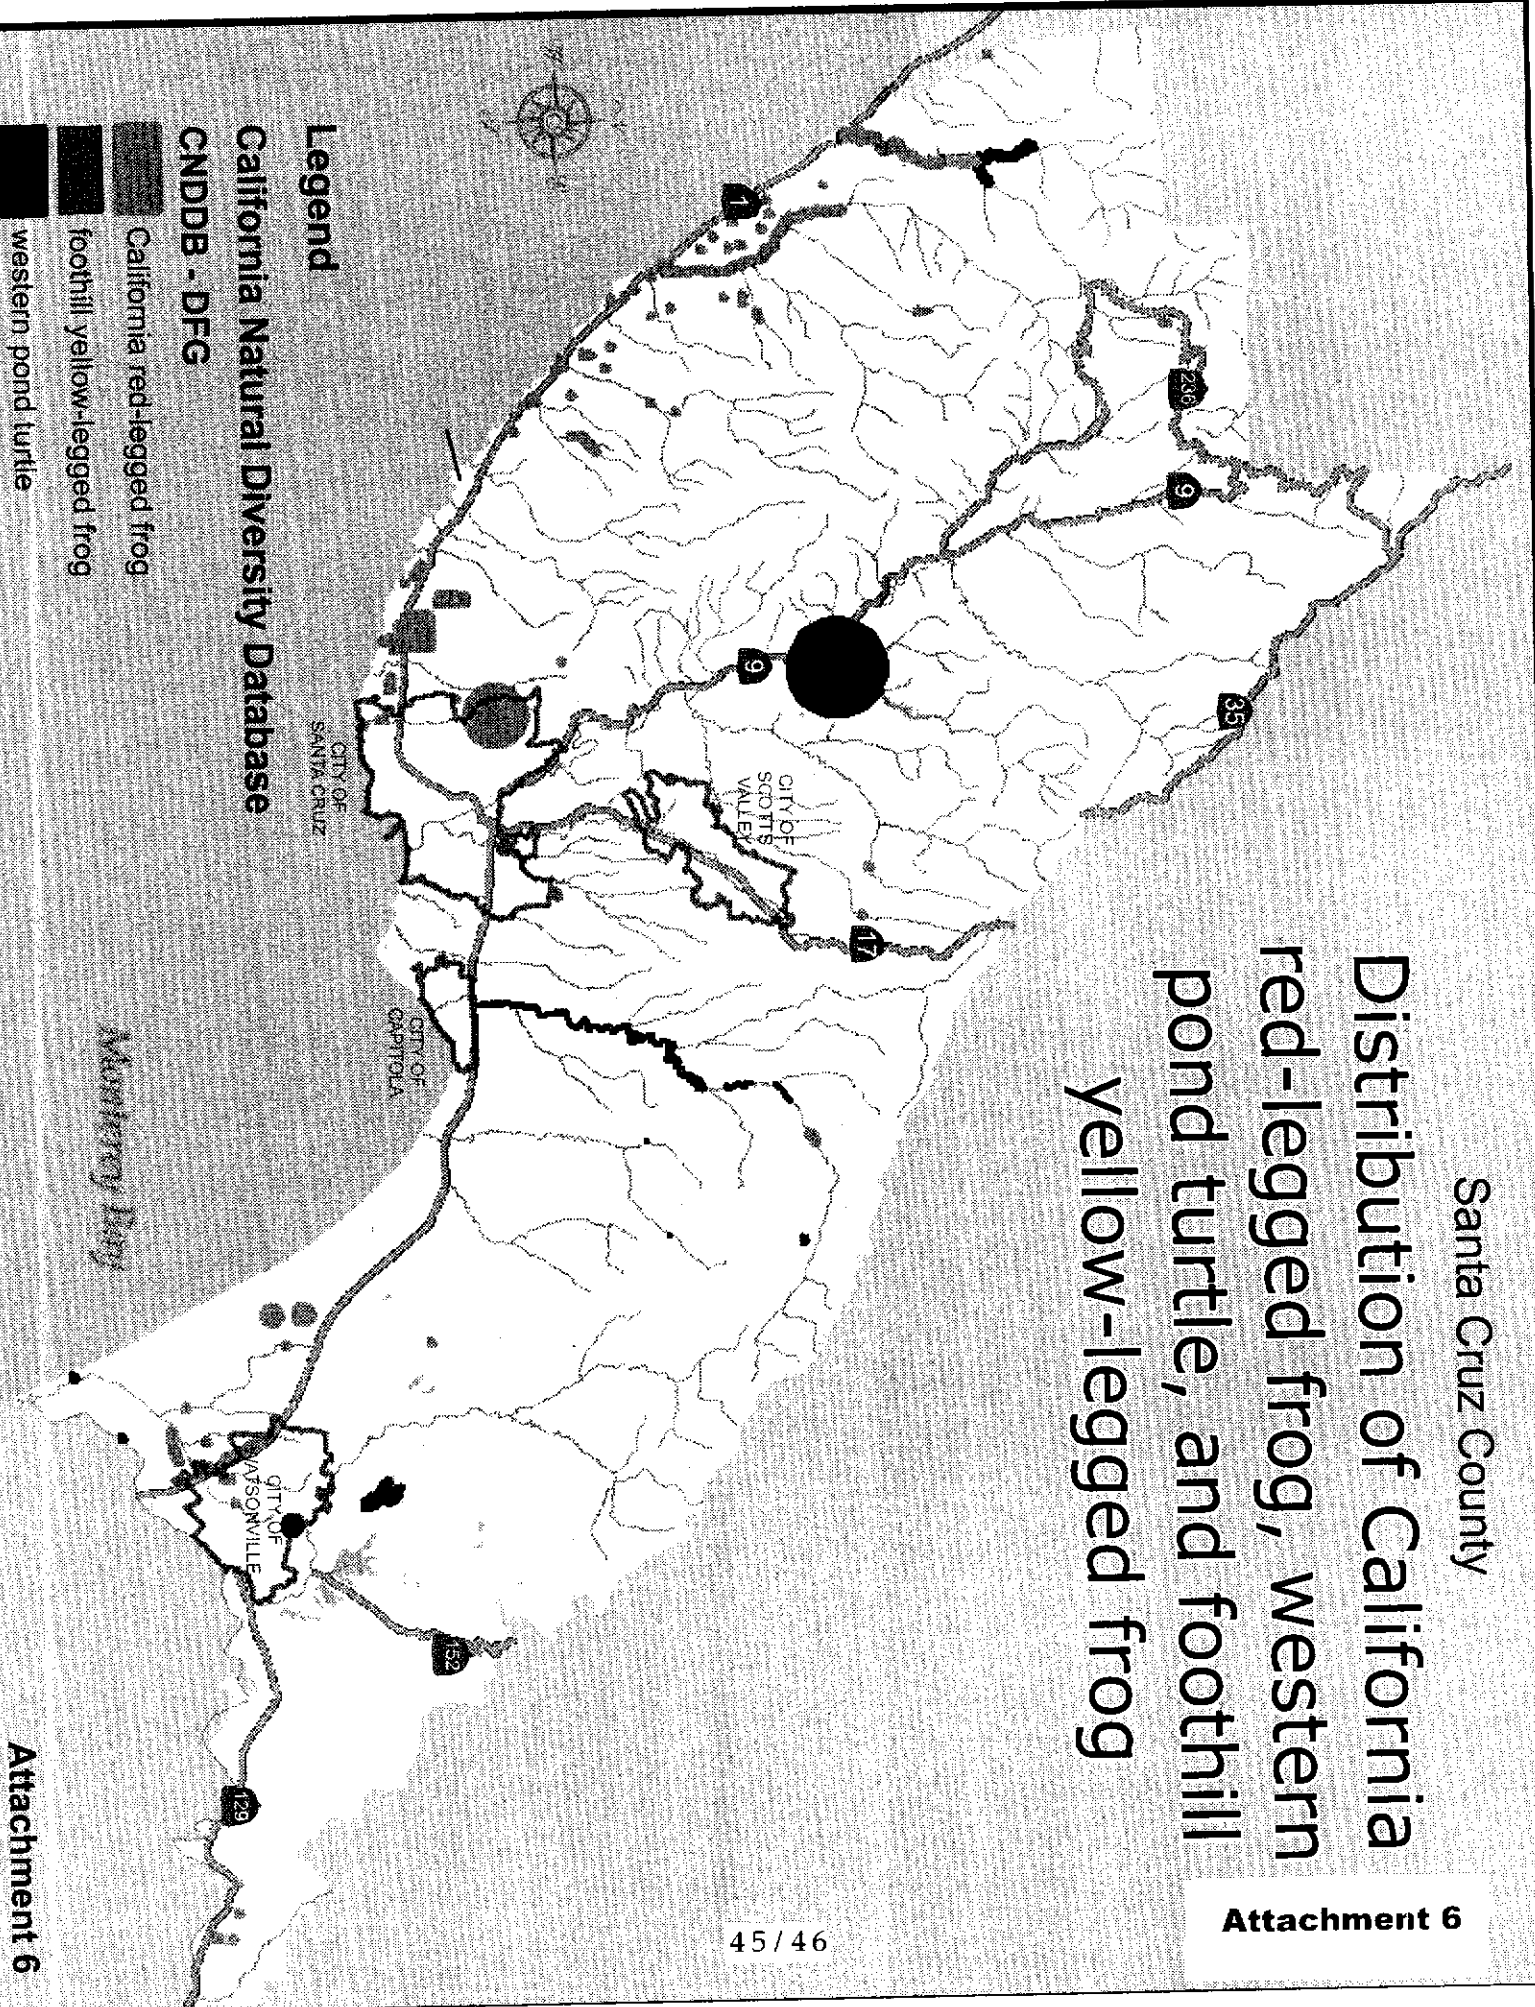 Santa Cruz County
Distribution of California
red-legged frog, western
pond turtle, and foothill
yellow-legged frog
236
9
35
9
17
1
CITY OF
SCOTTS
VALLEY
CITY OF
SANTA CRUZ
CITY OF
CAPITOLA
CITY OF
WATSONVILLE
152
129
Monterey Bay
Legend
California Natural Diversity Database
CNDDB - DFG
California red-legged frog
foothill yellow-legged frog
western pond turtle
Attachment 6
Attachment 6
45/46